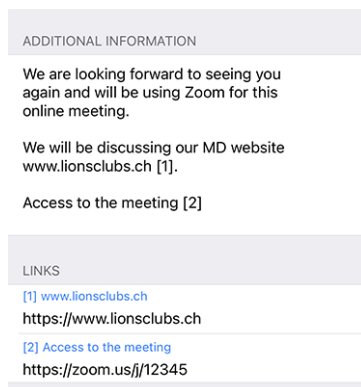 ADDITIONAL INFORMATION
We are looking forward to seeing you
again and will be using Zoom for this
online meeting.
We will be discussing our MD website
www.lionsclubs.ch [1].
Access to the meeting [2]
LINKS
[1] www.lionsclubs.ch
https://www.lionsclubs.ch
[2] Access to the meeting
https://zoom.us/j/12345